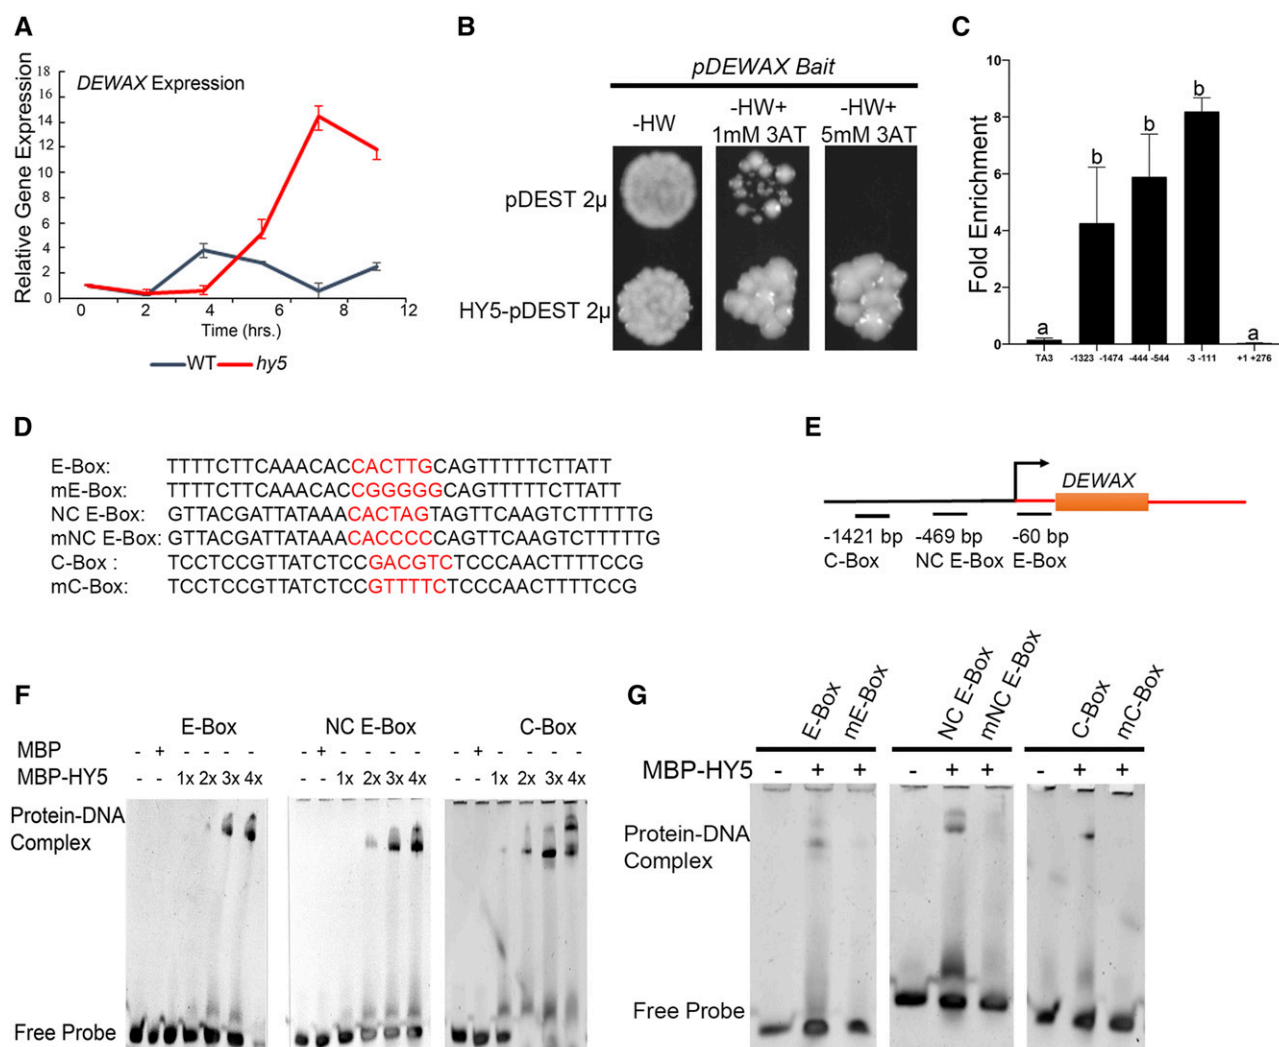 A
Relative Gene Expression
18
16
14
12
10
8
6
4
2
0
DEWAX Expression
0 2 4 6 8 10 12
Time (hrs.)
WT hy5
B
pDEWAX Bait
-HW
-HW+
1mM 3AT
-HW+
5mM 3AT
pDEST 2µ
HY5-pDEST 2µ
C
Fold Enrichment
10
8
6
4
2
0
a b b b a
TA3 -1323 -1474 -444 -544 -3 -111 +1 +276
D
E-Box: TTTTCTTCAAACACCACTTGCAGTTTTTCTTATT
mE-Box: TTTTCTTCAAACACCGGGGGCAGTTTTTCTTATT
NC E-Box: GTTACGATTATAAACACTAGTAGTTCAAGTCTTTTTG
mNC E-Box: GTTACGATTATAAACACCCCCAGTTCAAGTCTTTTTG
C-Box : TCCTCCGTTATCTCCGACGTCTCCCAACTTTTCCG
mC-Box: TCCTCCGTTATCTCCGTTTTCTCCCAACTTTTCCG
E
DEWAX
-1421 bp -469 bp -60 bp
C-Box NC E-Box E-Box
F
E-Box NC E-Box C-Box
MBP - + - - - - - + - - - - - + - - - -
MBP-HY5 - - 1x 2x 3x 4x - - 1x 2x 3x 4x - - 1x 2x 3x 4x
Protein-DNA
Complex
Free Probe
G
E-Box mE-Box NC E-Box mNC E-Box C-Box mC-Box
MBP-HY5 - + + - + + - + +
Protein-DNA
Complex
Free Probe